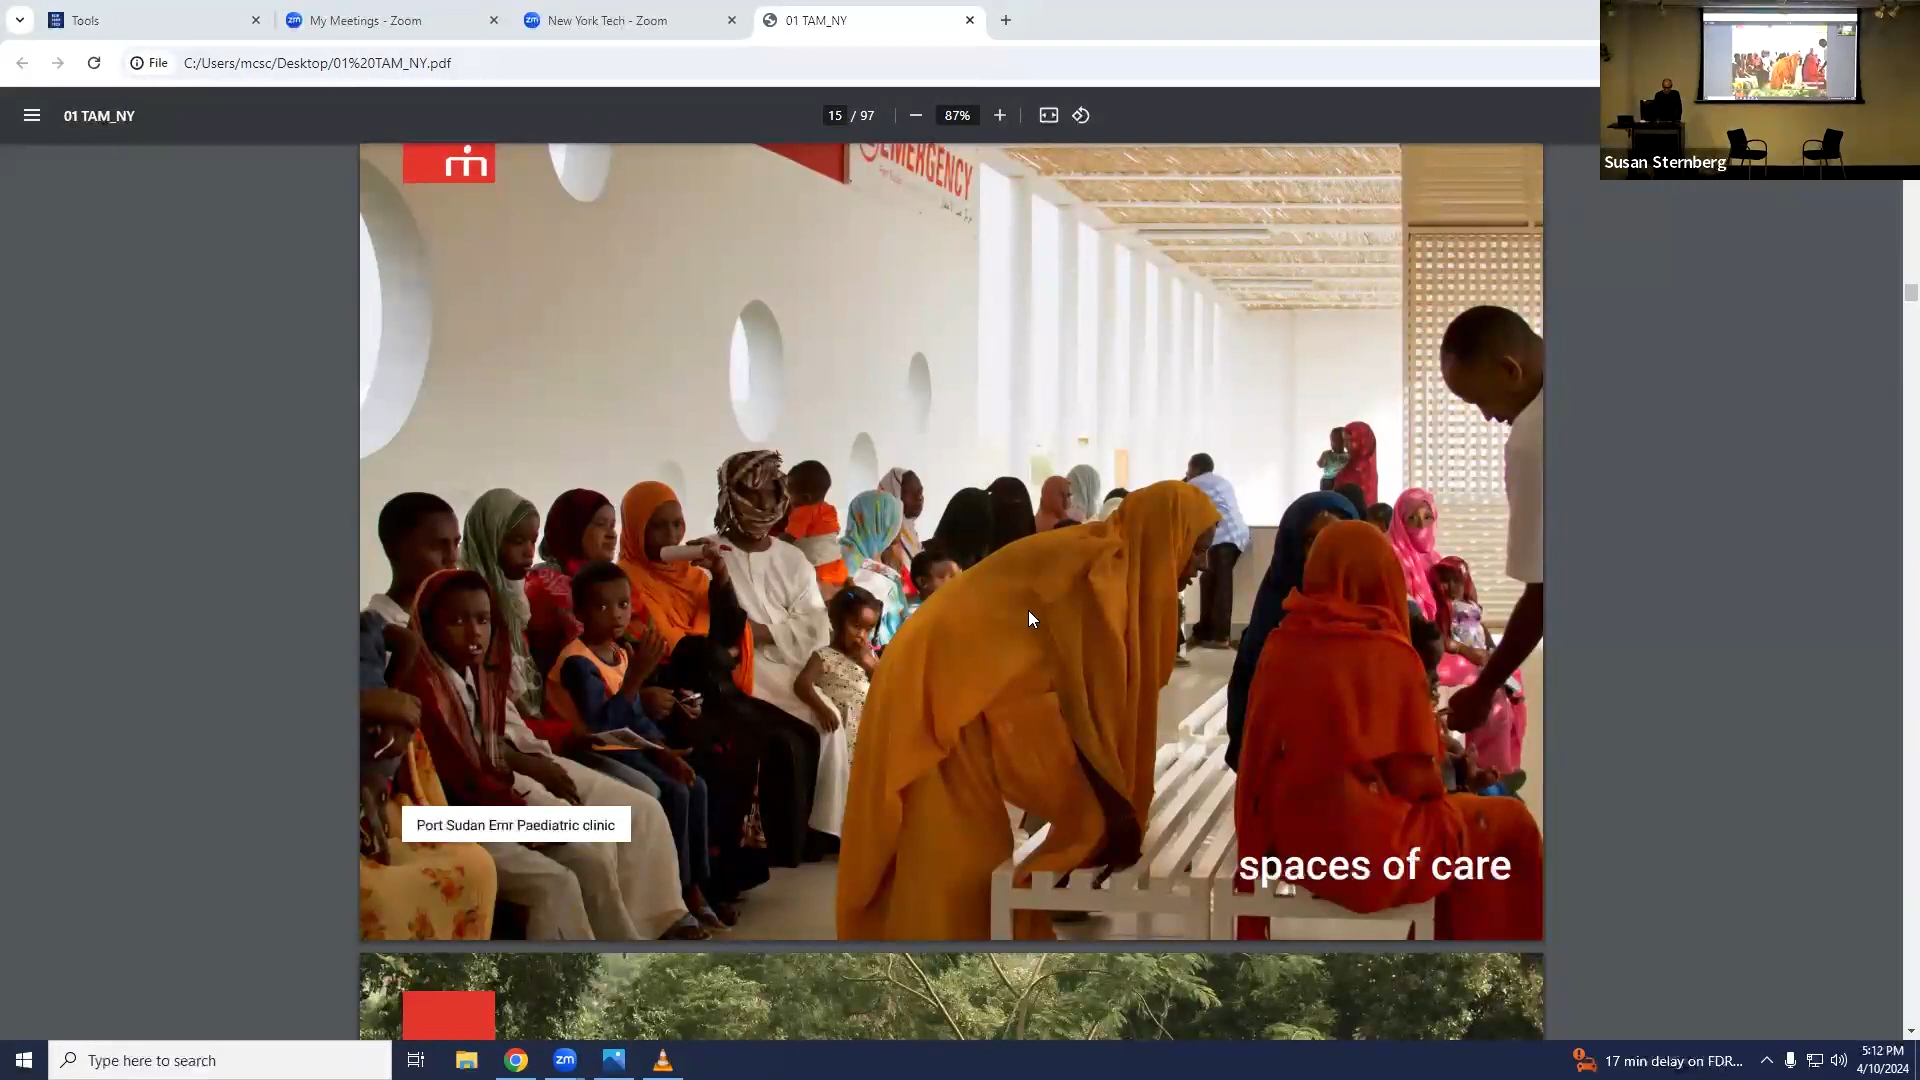 Tools
My Meetings - Zoom
New York Tech - Zoom
01 TAM_NY
File
C:/Users/mcsc/Desktop/01%20TAM_NY.pdf
01 TAM_NY
15 / 97
87%
Susan Sternberg
EMERGENCY
Port Sudan Emr Paediatric clinic
spaces of care
Type here to search
zm
17 min delay on FDR...
5:12 PM
4/10/2024